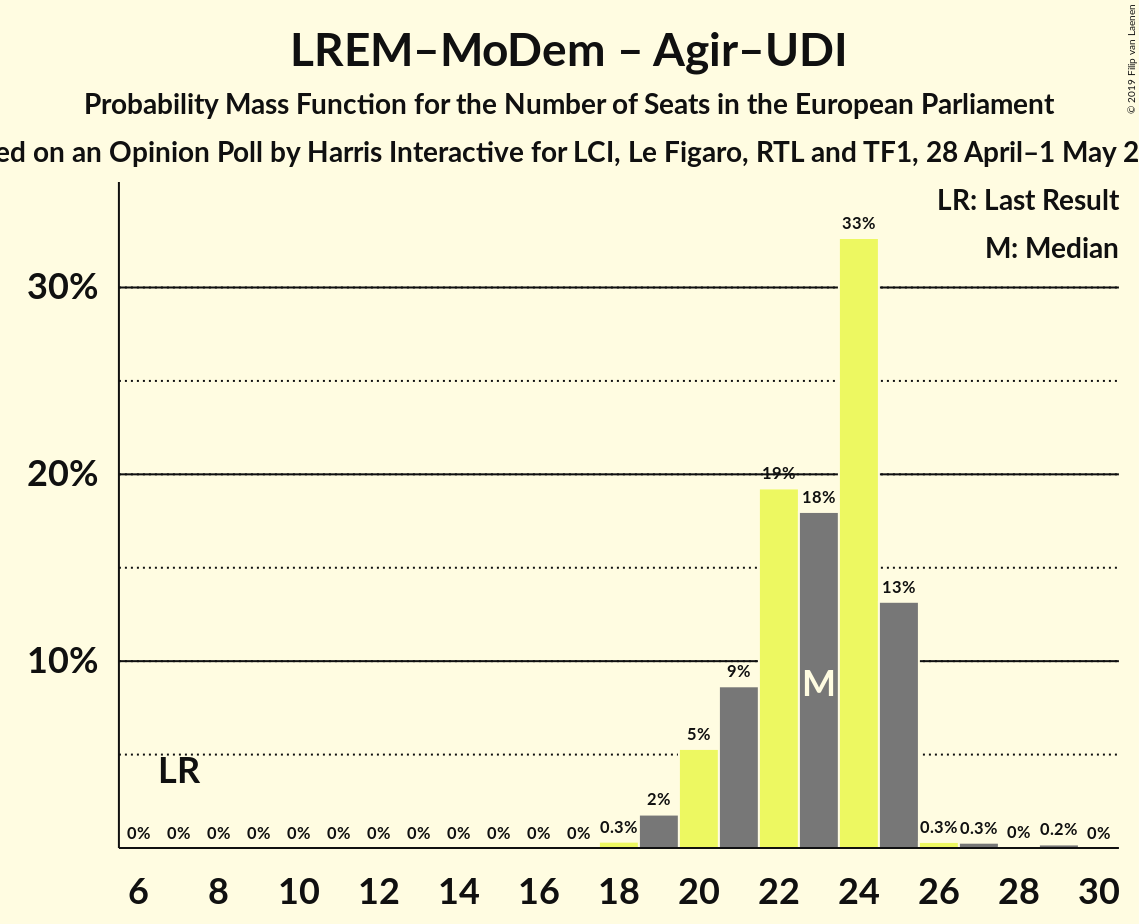 LREM–MoDem – Agir–UDI
Probability Mass Function for the Number of Seats in the European Parliament
on an Opinion Poll by Harris Interactive for LCI, Le Figaro, RTL and TF1, 28 April–1 May
© 2019 Filip van Laenen
LR: Last Result
M: Median
30%
20%
10%
0% 0% 0% 0% 0% 0% 0% 0% 0% 0% 0% 0% 0.3% 2% 5% 9% 19% 18% 33% 13% 0.3% 0.3% 0% 0.2% 0%
LR
M
6 8 10 12 14 16 18 20 22 24 26 28 30